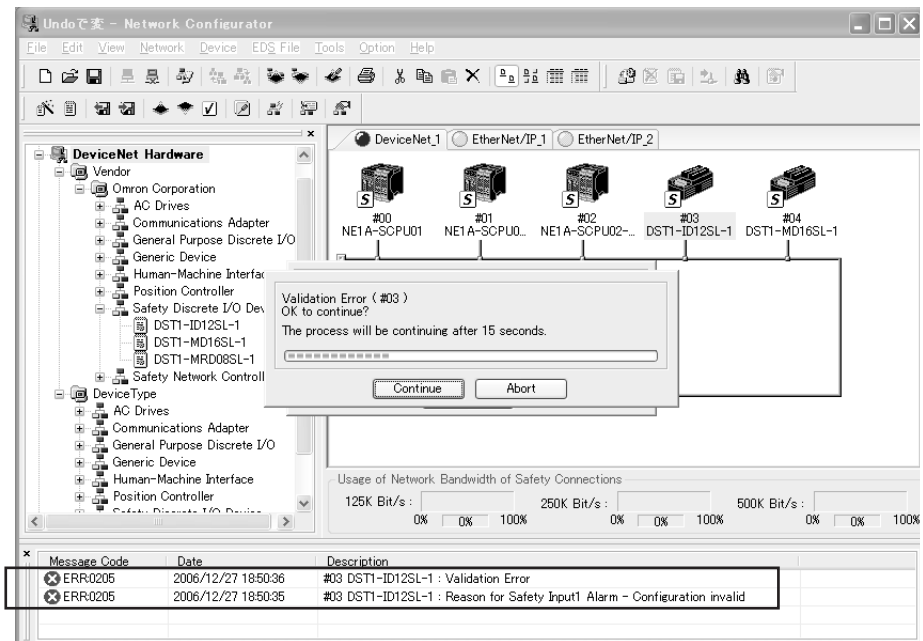 Undoで変 - Network Configurator
File Edit View Network Device EDS File Tools Option Help
DeviceNet Hardware
Vendor
Omron Corporation
AC Drives
Communications Adapter
General Purpose Discrete I/O
Generic Device
Human-Machine Interfac
Position Controller
Safety Discrete I/O Dev
DST1-ID12SL-1
DST1-MD16SL-1
DST1-MRD08SL-1
Safety Network Controll
DeviceType
AC Drives
Communications Adapter
General Purpose Discrete I/O
Generic Device
Human-Machine Interface
Position Controller
Safety Discrete I/O Device
DeviceNet_1 EtherNet/IP_1 EtherNet/IP_2
S S S S S
#00 #01 #02 #03 #04
NE1A-SCPU01 NE1A-SCPU0... NE1A-SCPU02-... DST1-ID12SL-1 DST1-MD16SL-1
Validation Error ( #03 )
OK to continue?
The process will be continuing after 15 seconds.
Continue Abort
Usage of Network Bandwidth of Safety Connections
125K Bit/s : 250K Bit/s : 500K Bit/s :
0% 0% 100% 0% 0% 100% 0% 0% 100%
Message Code Date Description
ERR:0205 2006/12/27 18:50:36 #03 DST1-ID12SL-1 : Validation Error
ERR:0205 2006/12/27 18:50:35 #03 DST1-ID12SL-1 : Reason for Safety Input1 Alarm - Configuration invalid